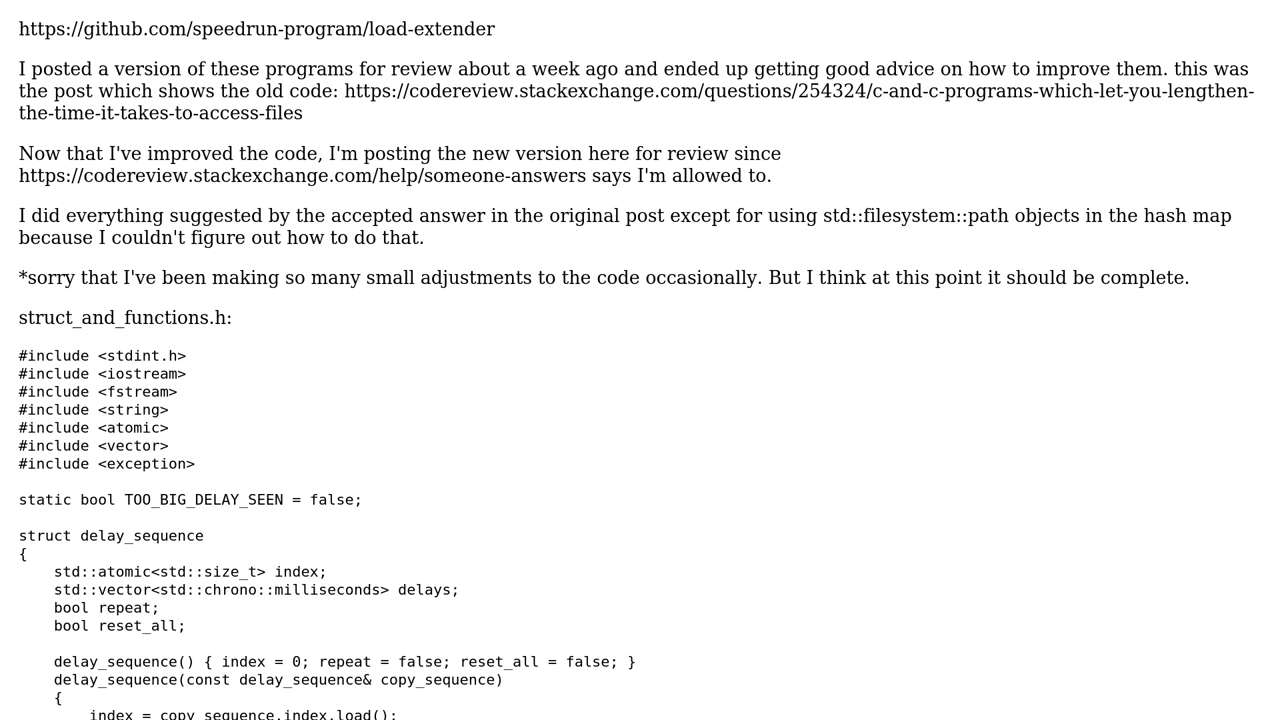 https://github.com/speedrun-program/load-extender
I posted a version of these programs for review about a week ago and ended up getting good advice on how to improve them. this was
the post which shows the old code: https://codereview.stackexchange.com/questions/254324/c-and-c-programs-which-let-you-lengthen-
the-time-it-takes-to-access-files
Now that I've improved the code, I'm posting the new version here for review since
https://codereview.stackexchange.com/help/someone-answers says I'm allowed to.
I did everything suggested by the accepted answer in the original post except for using std::filesystem::path objects in the hash map
because I couldn't figure out how to do that.
*sorry that I've been making so many small adjustments to the code occasionally. But I think at this point it should be complete.
struct_and_functions.h:
#include <stdint.h>
#include <iostream>
#include <fstream>
#include <string>
#include <atomic>
#include <vector>
#include <exception>
static bool TOO_BIG_DELAY_SEEN = false;
struct delay_sequence
{
    std::atomic<std::size_t> index;
    std::vector<std::chrono::milliseconds> delays;
    bool repeat;
    bool reset_all;
    delay_sequence() { index = 0; repeat = false; reset_all = false; }
    delay_sequence(const delay_sequence& copy_sequence)
    {
        index = copy_sequence.index.load();